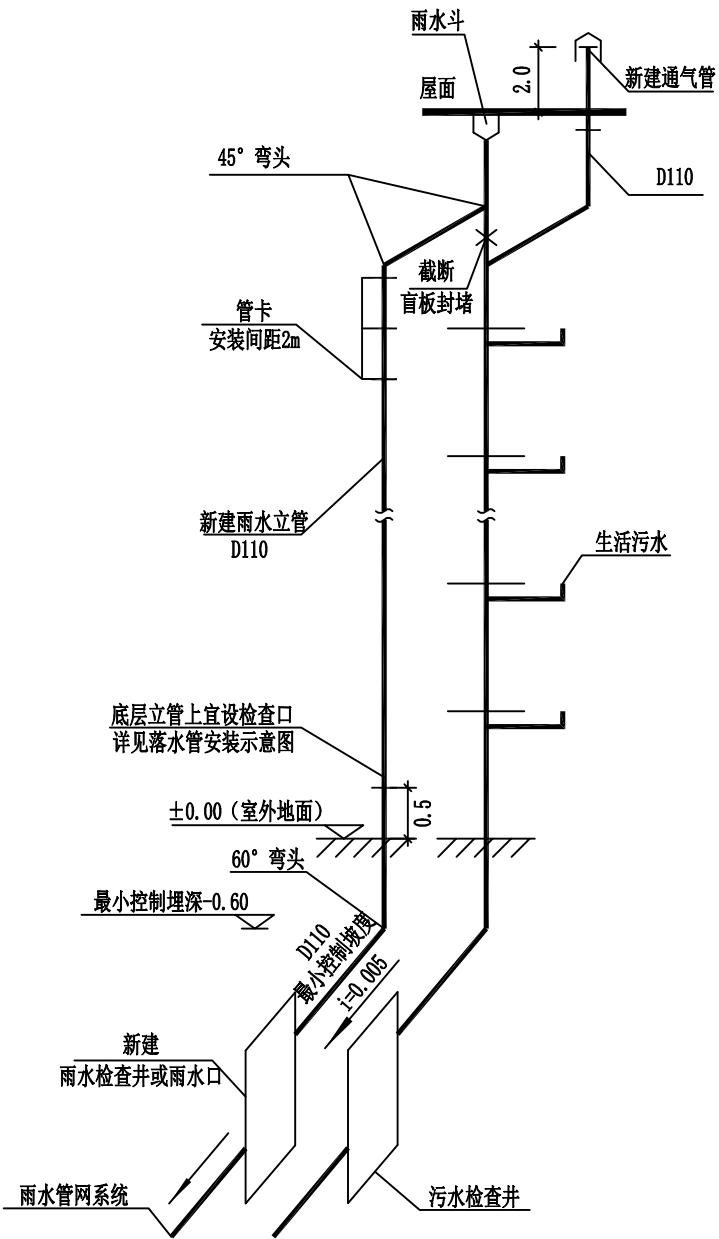 雨水斗
2.0
新建通气管
屋面
45° 弯头
D110
截断
盲板封堵
管卡
安装间距2m
新建雨水立管
D110
生活污水
底层立管上宜设检查口
详见落水管安装示意图
±0.00（室外地面）
0.5
60° 弯头
最小控制埋深-0.60
D110
最小控制坡度
i=0.005
新建
雨水检查井或雨水口
雨水管网系统
污水检查井